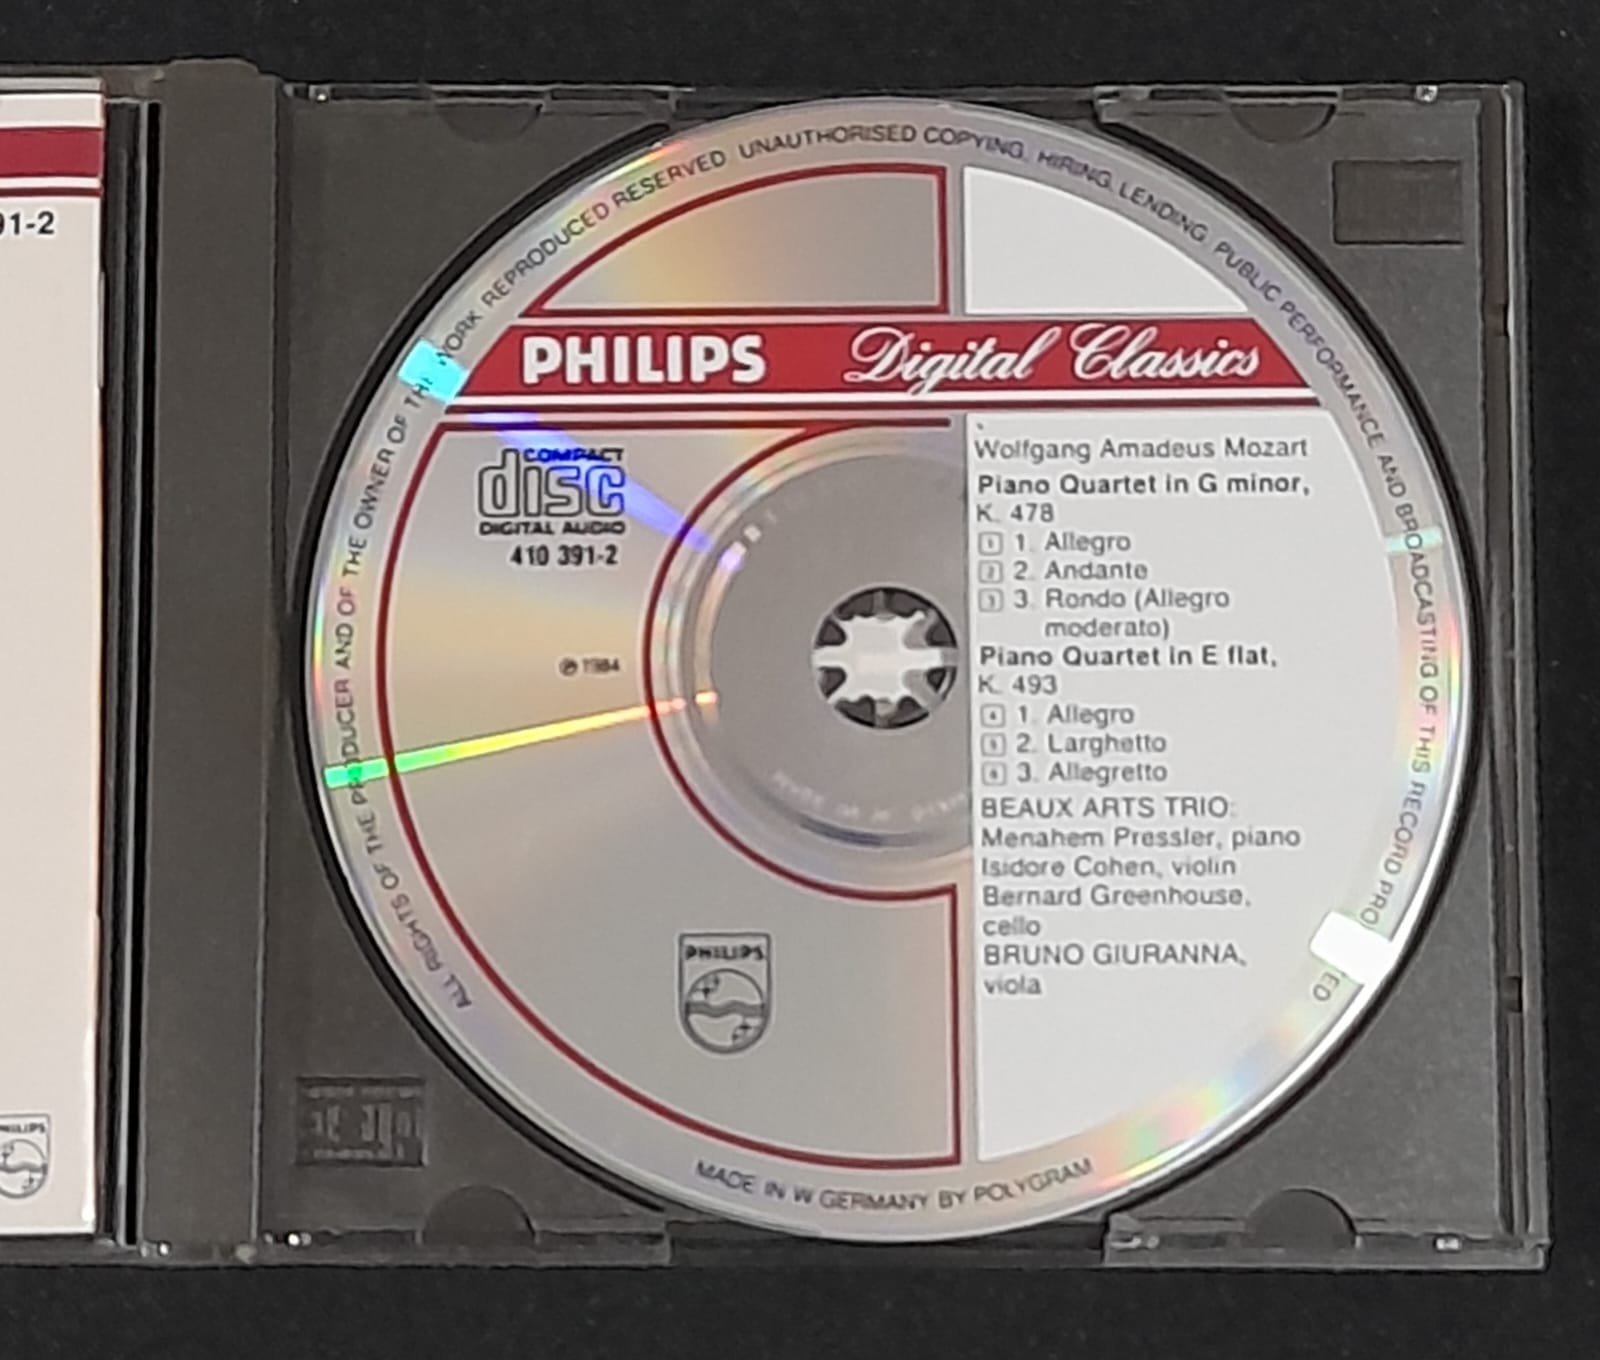 91-2
ALL RIGHTS OF THE PRODUCER AND OF THE OWNER OF THE WORK REPRODUCED RESERVED UNAUTHORISED COPYING, HIRING, LENDING, PUBLIC PERFORMANCE AND BROADCASTING OF THIS RECORD PRO ED
PHILIPS Digital Classics
COMPACT
disc
DIGITAL AUDIO
410 391-2
℗ 1984
PHILIPS
Wolfgang Amadeus Mozart
Piano Quartet in G minor,
K. 478
1 1. Allegro
2 2. Andante
3 3. Rondo (Allegro
moderato)
Piano Quartet in E flat,
K. 493
4 1. Allegro
5 2. Larghetto
6 3. Allegretto
BEAUX ARTS TRIO:
Menahem Pressler, piano
Isidore Cohen, violin
Bernard Greenhouse,
cello
BRUNO GIURANNA,
viola
MADE IN W. GERMANY BY POLYGRAM
PHILIPS